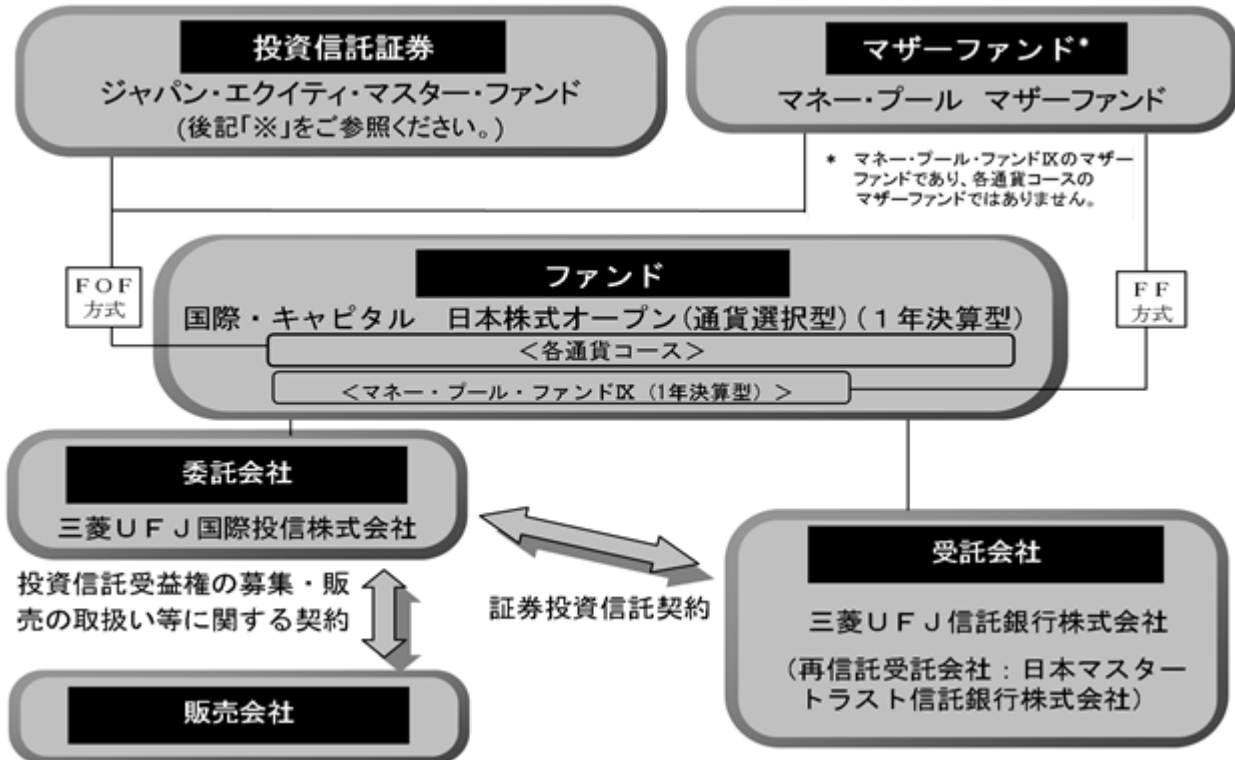 投資信託証券
ジャパン・エクイティ・マスター・ファンド
(後記「※」をご参照ください。)
マザーファンド*
マネー・プール　マザーファンド
* マネー・プール・ファンドⅨのマザー
ファンドであり、各通貨コースの
マザーファンドではありません。
ＦＯＦ
方式
ファンド
国際・キャピタル　日本株式オープン(通貨選択型)(１年決算型)
＜各通貨コース＞
＜マネー・プール・ファンドⅨ（1年決算型）＞
ＦＦ
方式
委託会社
三菱ＵＦＪ国際投信株式会社
投資信託受益権の募集・販
売の取扱い等に関する契約
証券投資信託契約
受託会社
三菱ＵＦＪ信託銀行株式会社
（再信託受託会社：日本マスター
トラスト信託銀行株式会社）
販売会社